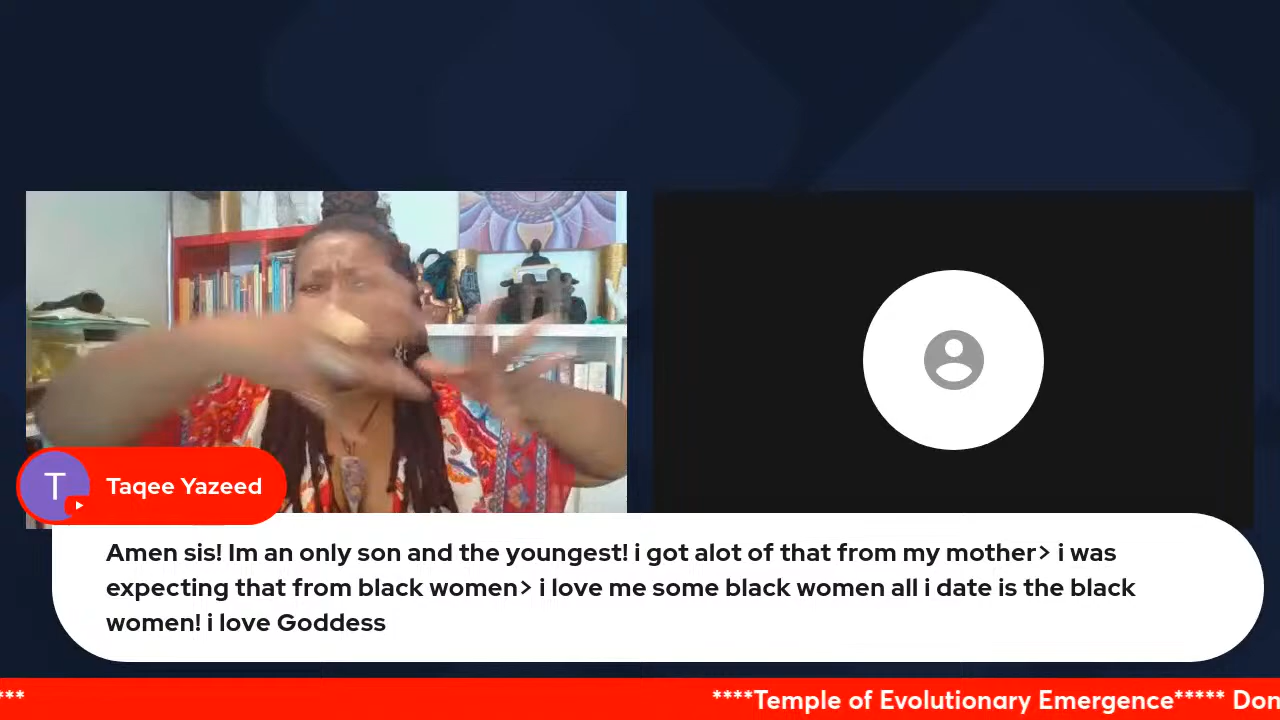 T
Taqee Yazeed
Amen sis! Im an only son and the youngest! i got alot of that from my mother> i was
expecting that from black women> i love me some black women all i date is the black
women! i love Goddess
*** ****Temple of Evolutionary Emergence***** Don